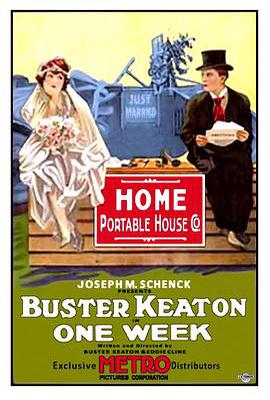 JUST
MARRIED
DIRECTIONS
HOME
PORTABLE HOUSE CO
JOSEPH M. SCHENCK
PRESENTS
BUSTER KEATON
IN
ONE WEEK
Written and Directed by
BUSTER KEATON & EDDIE CLINE
Exclusive METRO Distributors
PICTURES CORPORATION